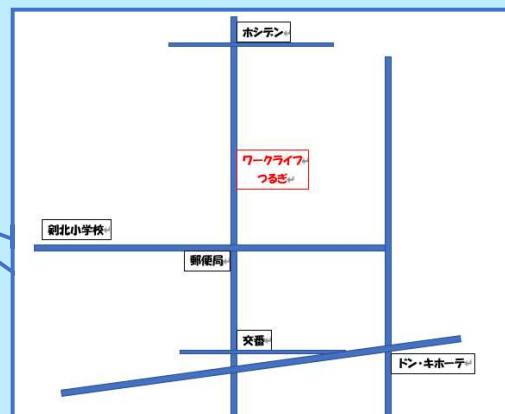 ホシデン
ワークライフ
つるぎ
剣北小学校
郵便局
交番
ドン・キホーテ